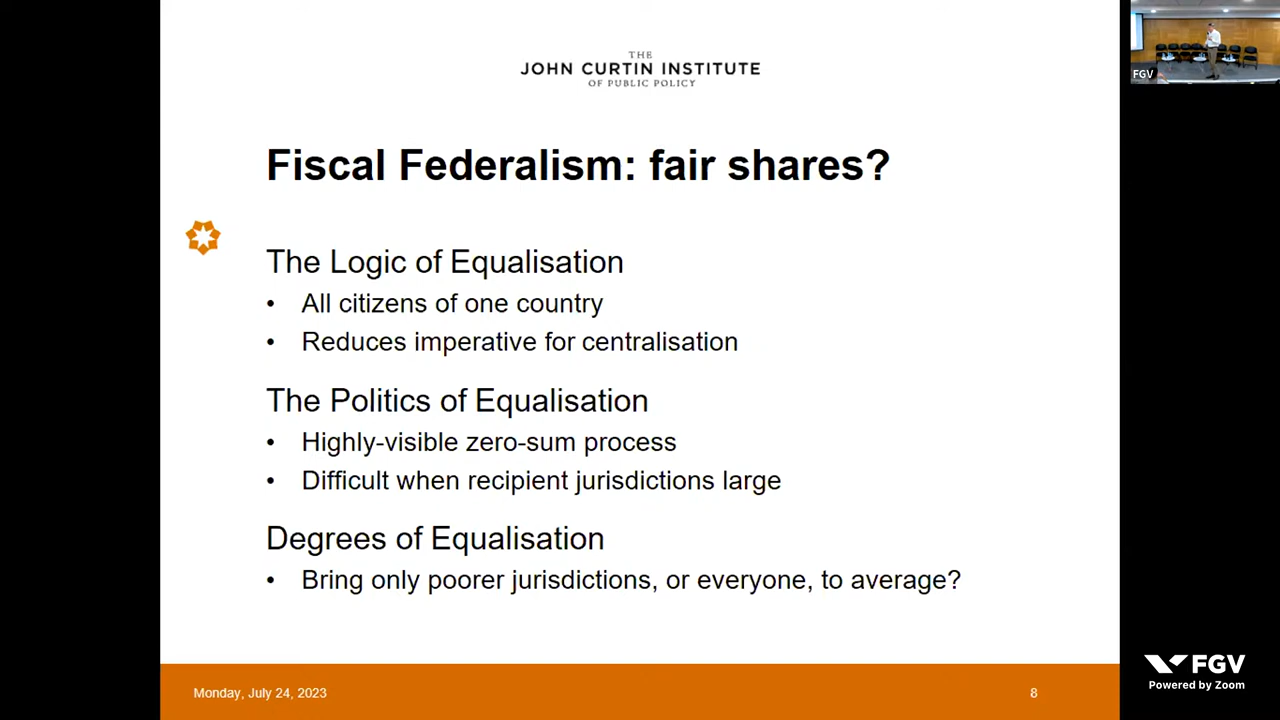 THE
JOHN CURTIN INSTITUTE
OF PUBLIC POLICY
FGV
Fiscal Federalism: fair shares?
The Logic of Equalisation
• All citizens of one country
• Reduces imperative for centralisation
The Politics of Equalisation
• Highly-visible zero-sum process
• Difficult when recipient jurisdictions large
Degrees of Equalisation
• Bring only poorer jurisdictions, or everyone, to average?
Monday, July 24, 2023
8
FGV
Powered by Zoom